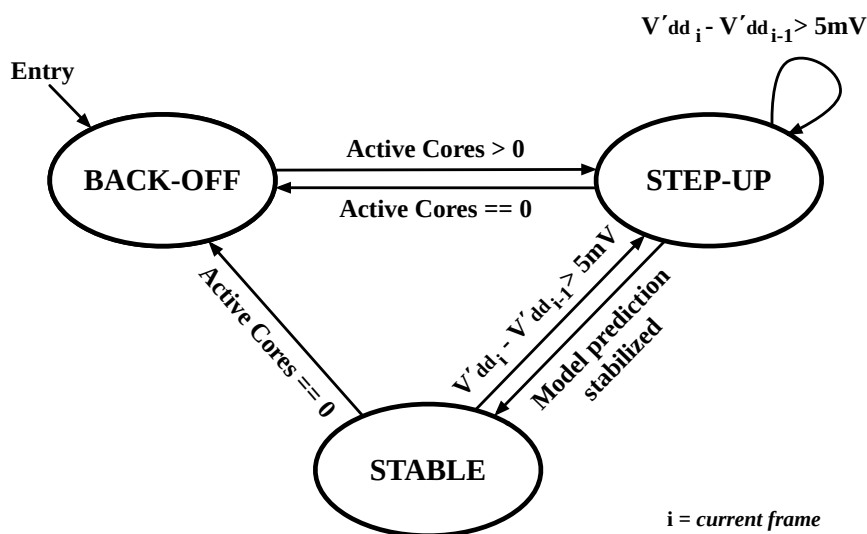 V′dd i - V′dd i-1 > 5mV
Entry
BACK-OFF
Active Cores > 0
Active Cores == 0
STEP-UP
Active Cores == 0
V′dd i - V′dd i-1 > 5mV
Model prediction
stabilized
STABLE
i = current frame